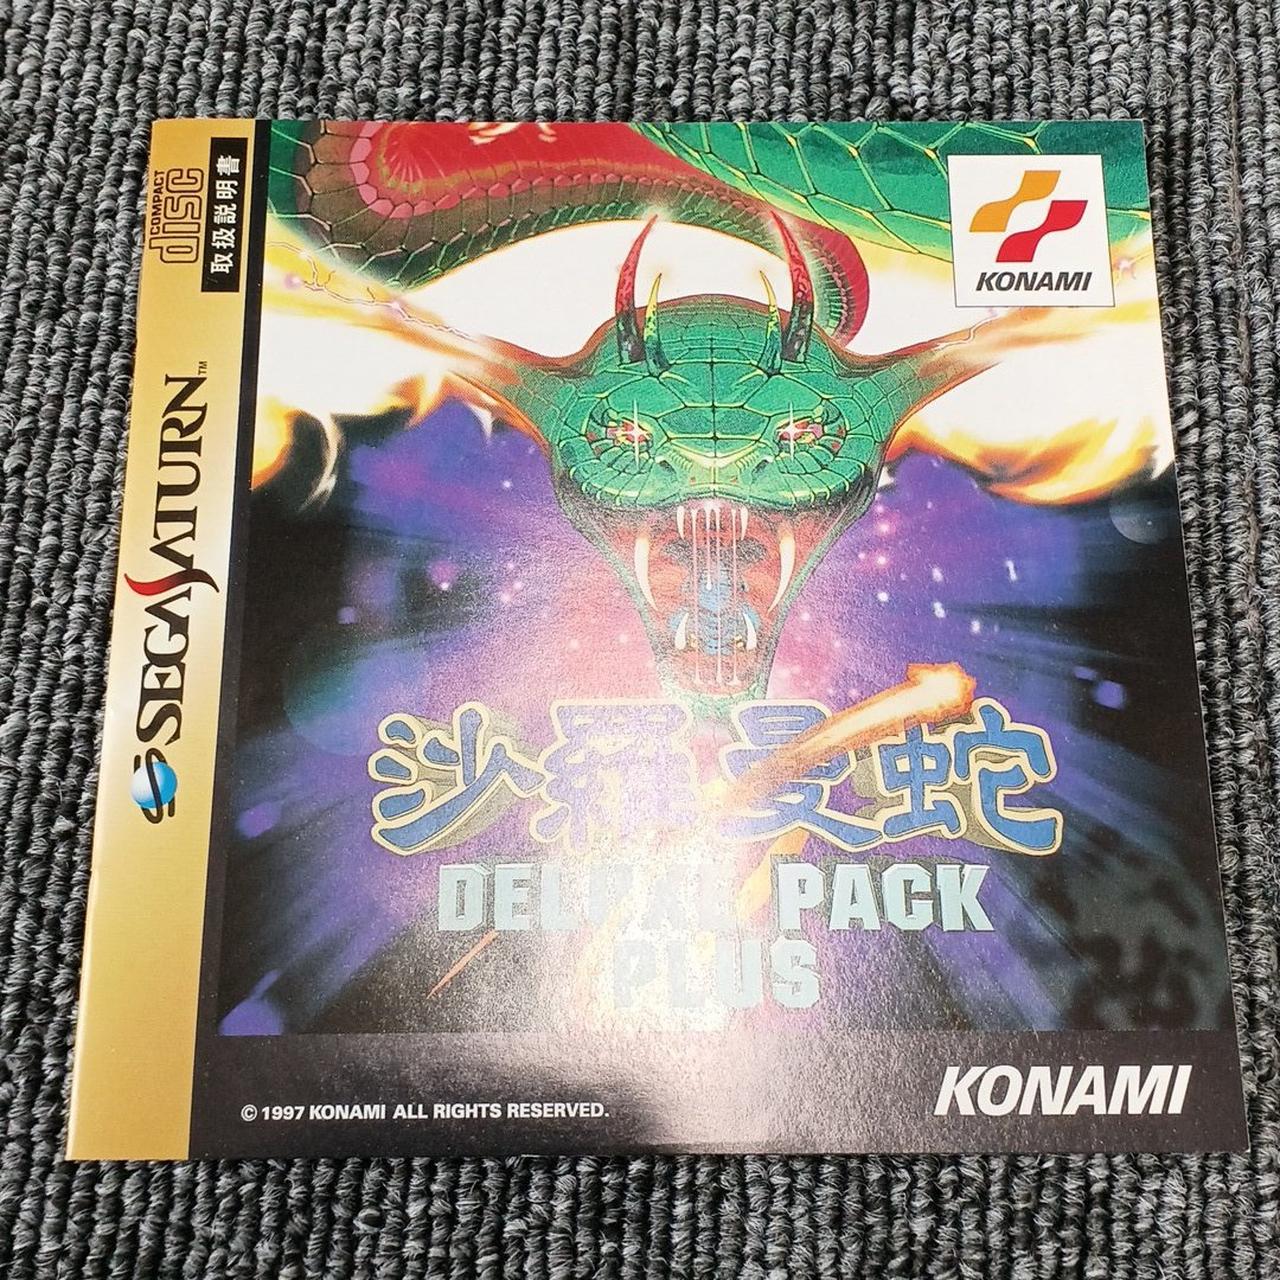 COMPACT
disc
取扱説明書
SEGA SATURN™
KONAMI
沙羅曼蛇
DELUXE PACK
PLUS
© 1997 KONAMI ALL RIGHTS RESERVED.
KONAMI